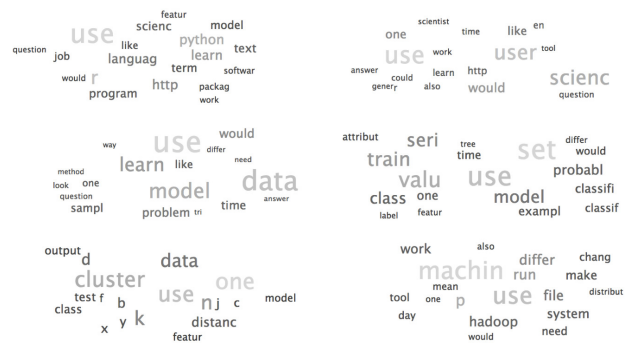 featur
scienc model
use python
question like text
job languag learn
would r term softwar
http packag
program work
scientist
one time like en
use work user tool
answer learn http
could scienc
generr also would
question
way use would
differ
learn like need
method
look one model data
question answer
sampl problem tri time
attribut seri tree set differ
time would
train probabl
valu use classifi
class one model
label featur exampl classif
output
d data
cluster one
test f b use n j c model
class
x y k distanc
featur
work also differ chang
machin run make
mean distribut
tool one p use file
day system
hadoop need
would